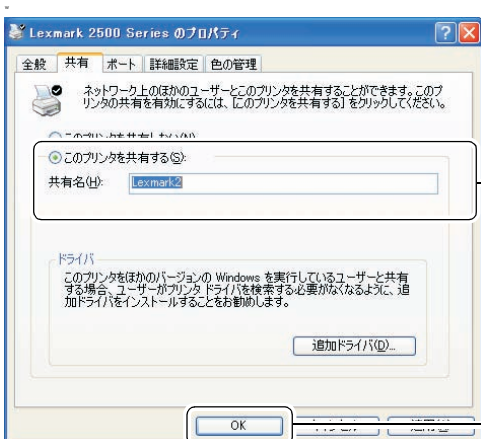 Lexmark 2500 Series のプロパティ
全般 共有 ポート 詳細設定 色の管理
ネットワーク上のほかのユーザーとこのプリンタを共有することができます。このプ
リンタの共有を有効にするには、[このプリンタを共有する] をクリックしてください。
このプリンタを共有する(S):
共有名(H): Lexmark2
ドライバ
このプリンタをほかのバージョンの Windows を実行しているユーザーと共有
する場合、ユーザーがプリンタ ドライバを検索する必要がなくなるように、追
加ドライバをインストールすることをお勧めします。
追加ドライバ(D)...
OK